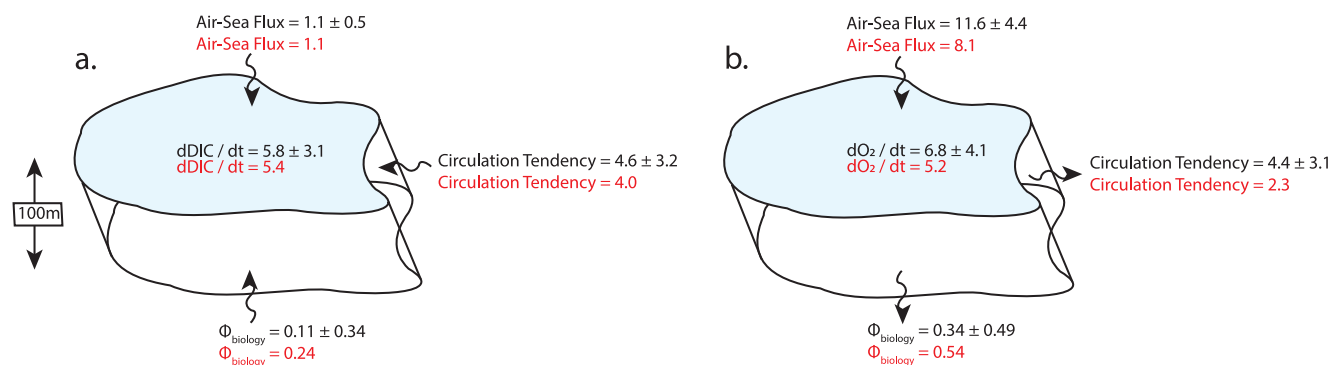 a.
Air-Sea Flux = 1.1 ± 0.5
Air-Sea Flux = 1.1
dDIC / dt = 5.8 ± 3.1
dDIC / dt = 5.4
Circulation Tendency = 4.6 ± 3.2
Circulation Tendency = 4.0
100m
Φbiology = 0.11 ± 0.34
Φbiology = 0.24
b.
Air-Sea Flux = 11.6 ± 4.4
Air-Sea Flux = 8.1
dO₂ / dt = 6.8 ± 4.1
dO₂ / dt = 5.2
Circulation Tendency = 4.4 ± 3.1
Circulation Tendency = 2.3
Φbiology = 0.34 ± 0.49
Φbiology = 0.54